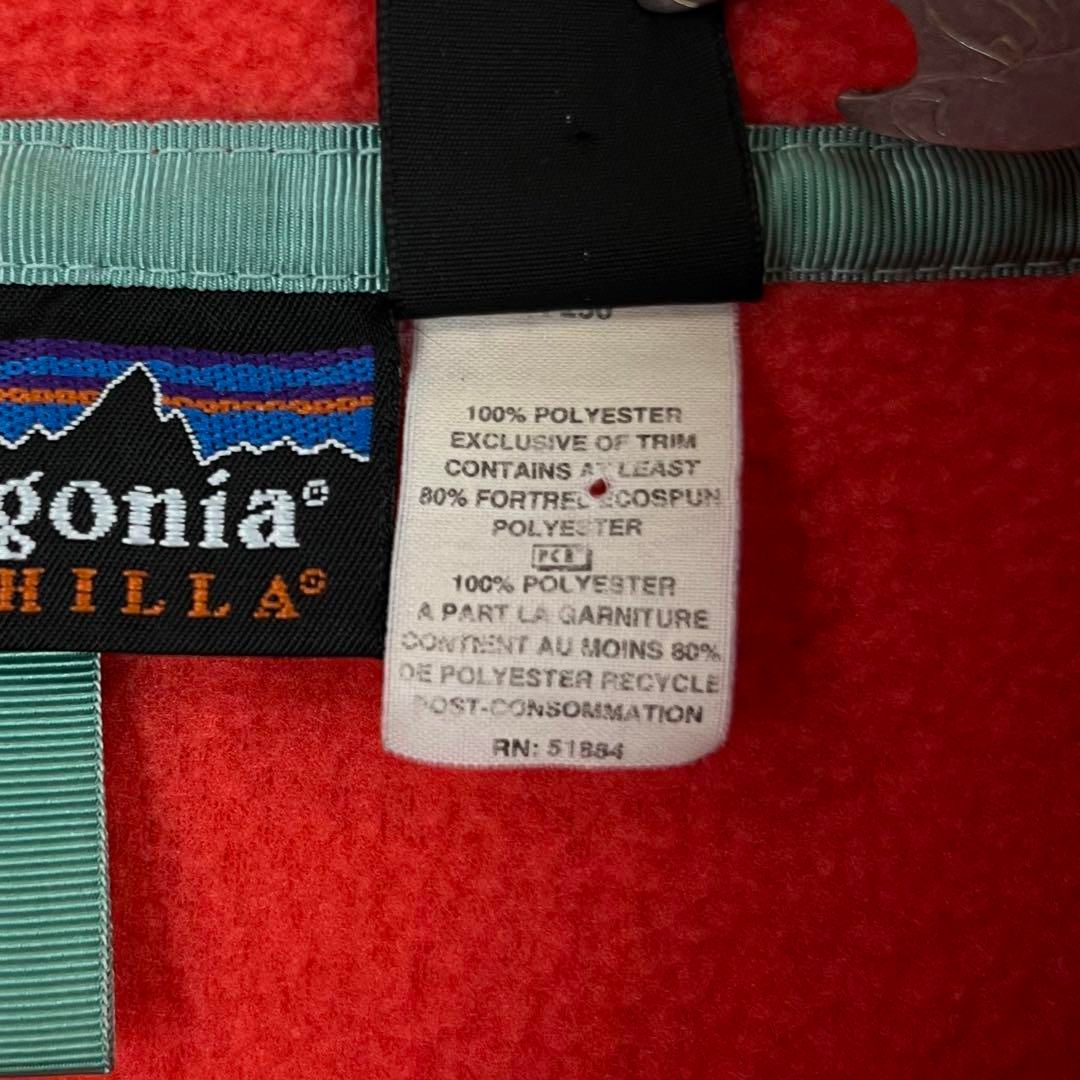 gonia®
HILLA®
100% POLYESTER
EXCLUSIVE OF TRIM
CONTAINS AT LEAST
80% FORTREL ECOSPUN
POLYESTER
PCR
100% POLYESTER
A PART LA GARNITURE
CONTIENT AU MOINS 80%
DE POLYESTER RECYCLE
POST-CONSOMMATION
RN: 51884